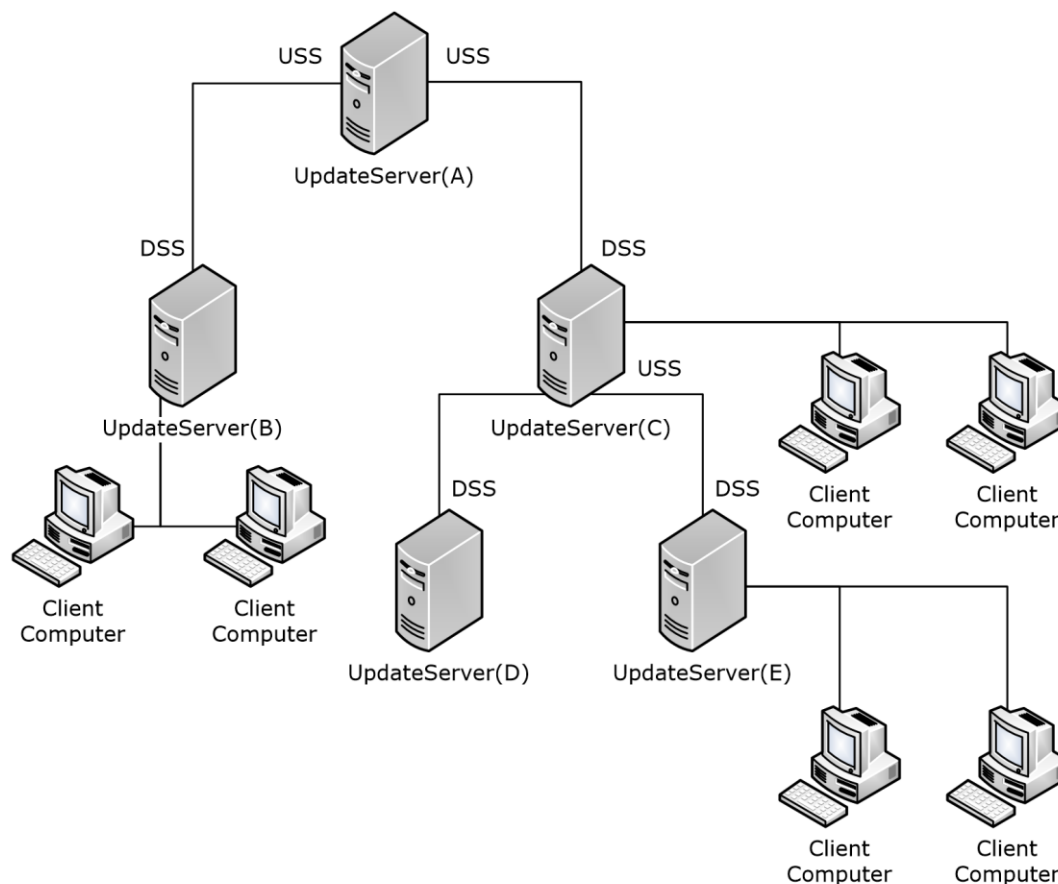 USS
USS
UpdateServer(A)
DSS
DSS
USS
UpdateServer(B)
UpdateServer(C)
DSS
DSS
Client
Computer
Client
Computer
Client
Computer
Client
Computer
UpdateServer(D)
UpdateServer(E)
Client
Computer
Client
Computer